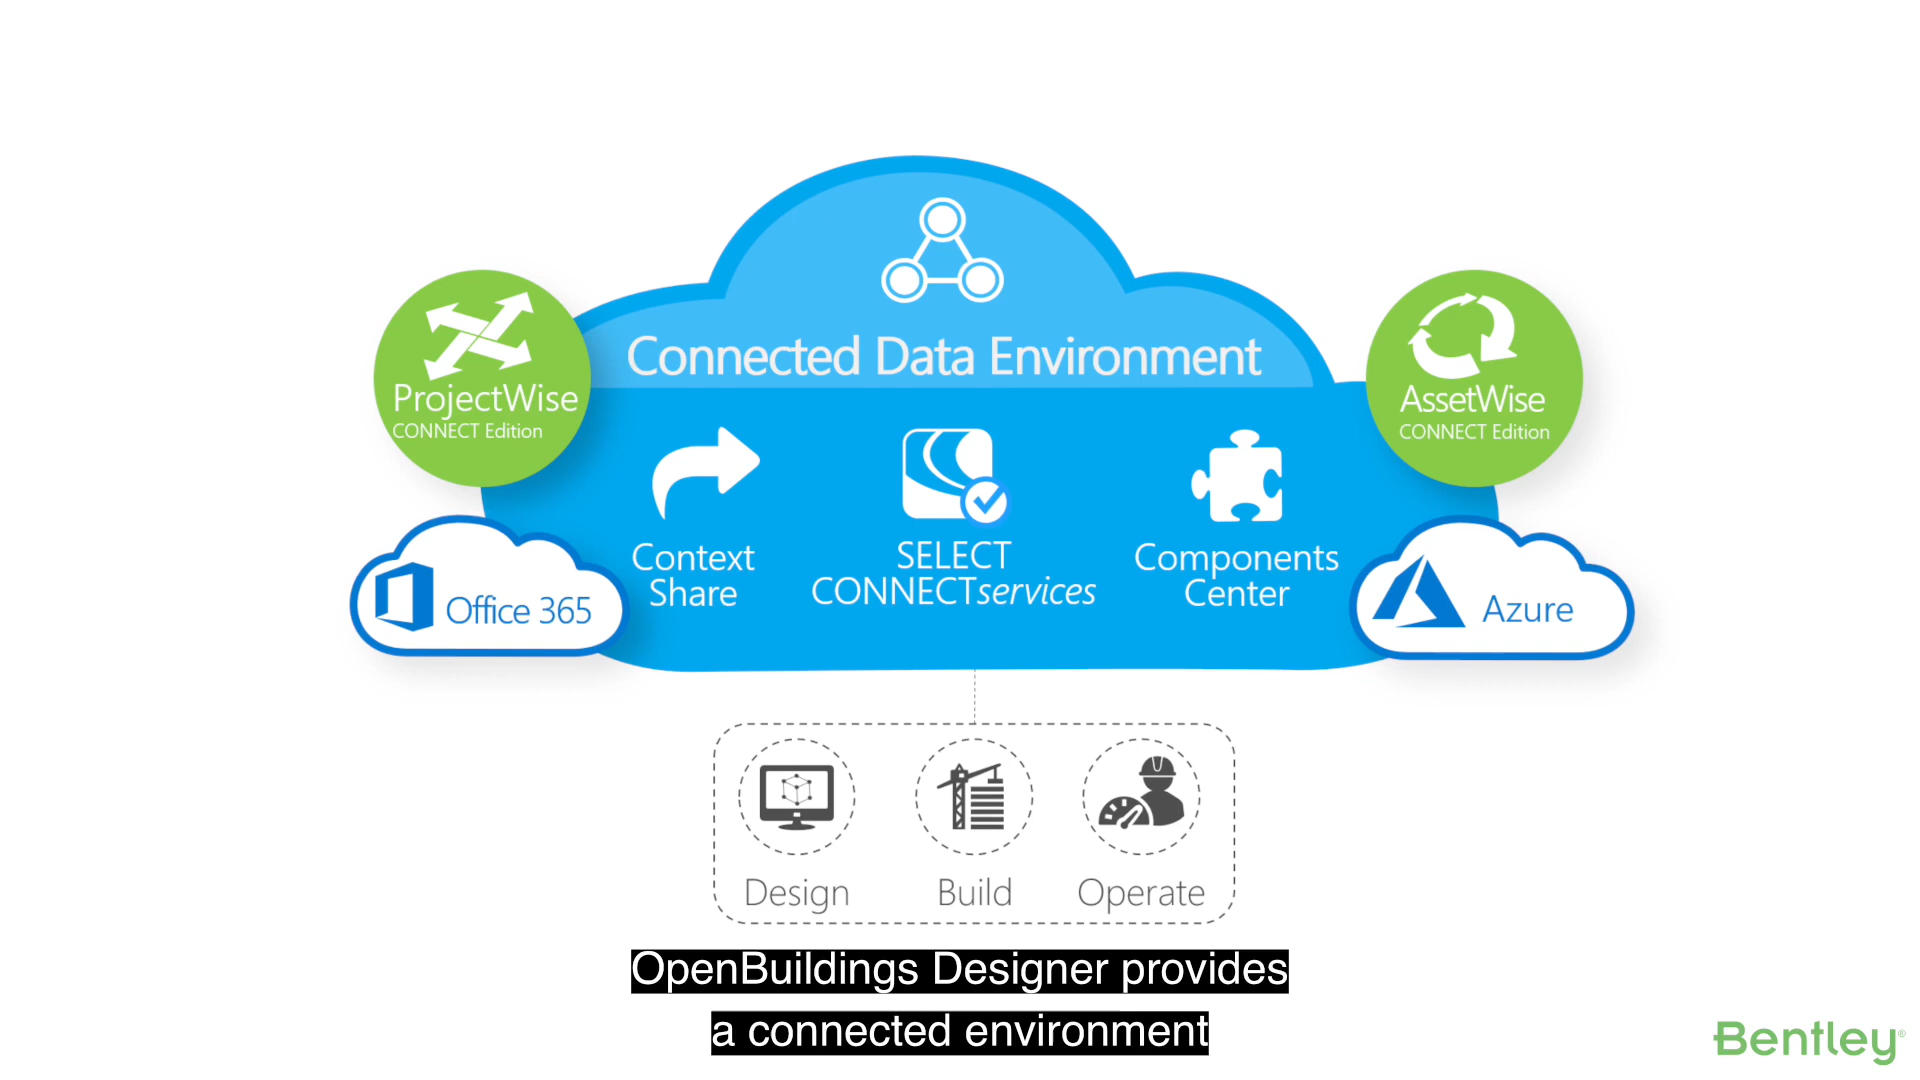 Connected Data Environment
ProjectWise
CONNECT Edition
AssetWise
CONNECT Edition
Context
Share
SELECT
CONNECTservices
Components
Center
Office 365
Azure
Design
Build
Operate
OpenBuildings Designer provides
a connected environment
Bentley®